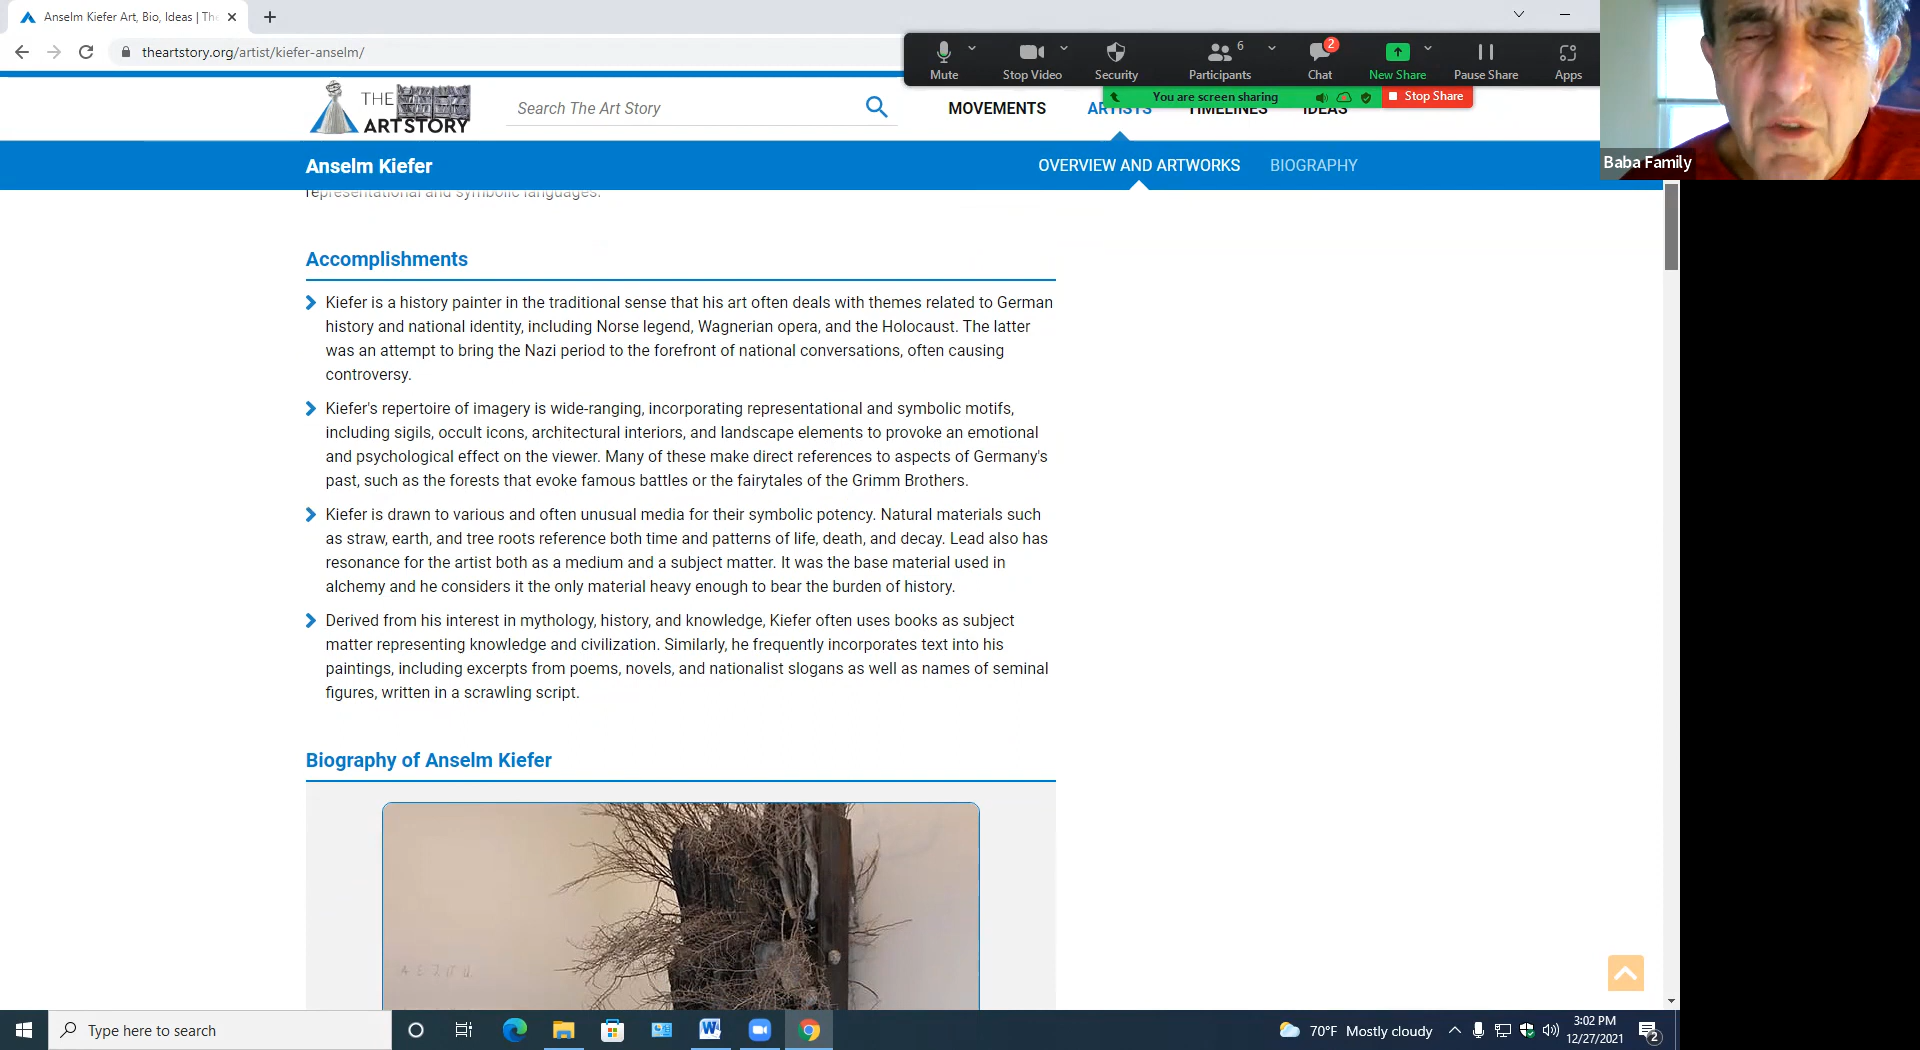 Anselm Kiefer Art, Bio, Ideas | The
theartstory.org/artist/kiefer-anselm/
Mute
Stop Video
Security
6
Participants
2
Chat
New Share
Pause Share
Apps
You are screen sharing
Stop Share
THE
ARTSTORY
Search The Art Story
MOVEMENTS
ARTISTS
TIMELINES
IDEAS
Baba Family
Anselm Kiefer
OVERVIEW AND ARTWORKS
BIOGRAPHY
representational and symbolic languages.
Accomplishments
Kiefer is a history painter in the traditional sense that his art often deals with themes related to German
history and national identity, including Norse legend, Wagnerian opera, and the Holocaust. The latter
was an attempt to bring the Nazi period to the forefront of national conversations, often causing
controversy.
Kiefer's repertoire of imagery is wide-ranging, incorporating representational and symbolic motifs,
including sigils, occult icons, architectural interiors, and landscape elements to provoke an emotional
and psychological effect on the viewer. Many of these make direct references to aspects of Germany's
past, such as the forests that evoke famous battles or the fairytales of the Grimm Brothers.
Kiefer is drawn to various and often unusual media for their symbolic potency. Natural materials such
as straw, earth, and tree roots reference both time and patterns of life, death, and decay. Lead also has
resonance for the artist both as a medium and a subject matter. It was the base material used in
alchemy and he considers it the only material heavy enough to bear the burden of history.
Derived from his interest in mythology, history, and knowledge, Kiefer often uses books as subject
matter representing knowledge and civilization. Similarly, he frequently incorporates text into his
paintings, including excerpts from poems, novels, and nationalist slogans as well as names of seminal
figures, written in a scrawling script.
Biography of Anselm Kiefer
Type here to search
70°F Mostly cloudy
3:02 PM
12/27/2021
2